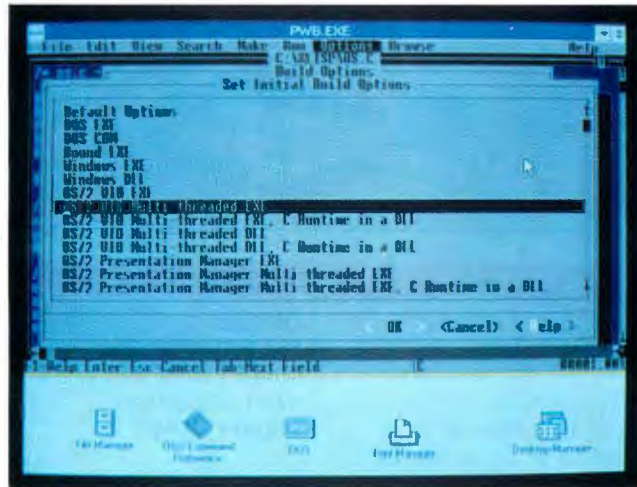 PWB.EXE
File Edit View Search Make Run Options Browse Help
Build Options
Set Initial Build Options
Default Options
DOS EXE
DOS COM
Bound EXE
Windows EXE
Windows DLL
OS/2 VIO EXE
OS/2 VIO Multi threaded EXE
OS/2 VIO Multi threaded EXE, C Runtime in a DLL
OS/2 VIO Multi threaded DLL
OS/2 VIO Multi threaded DLL, C Runtime in a DLL
OS/2 Presentation Manager EXE
OS/2 Presentation Manager Multi threaded EXE
OS/2 Presentation Manager Multi threaded EXE, C Runtime in a DLL
< OK > <Cancel> < Help >
F1-Help Enter Esc-Cancel Tab-Next Field C
File Manager
DOS
Print Manager
Desktop Manager